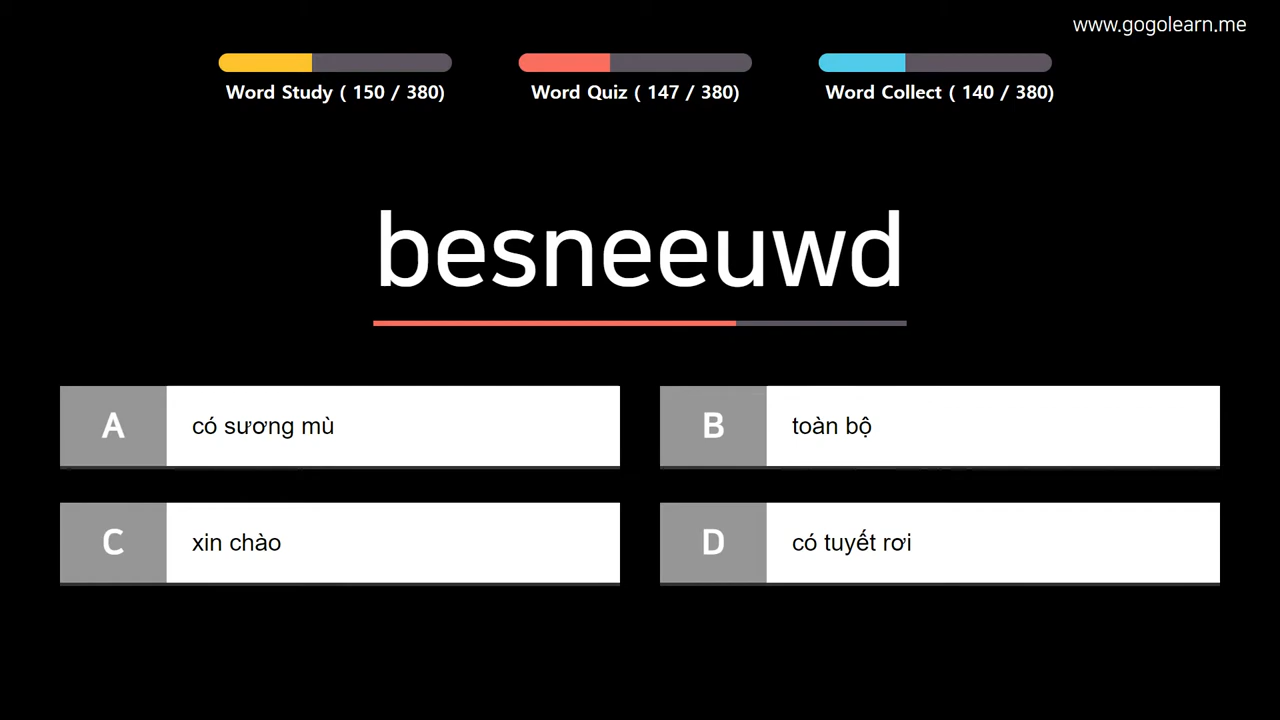 www.gogolearn.me
Word Study ( 150 / 380)
Word Quiz ( 147 / 380)
Word Collect ( 140 / 380)
besneeuwd
A có sương mù
B toàn bộ
C xin chào
D có tuyết rơi